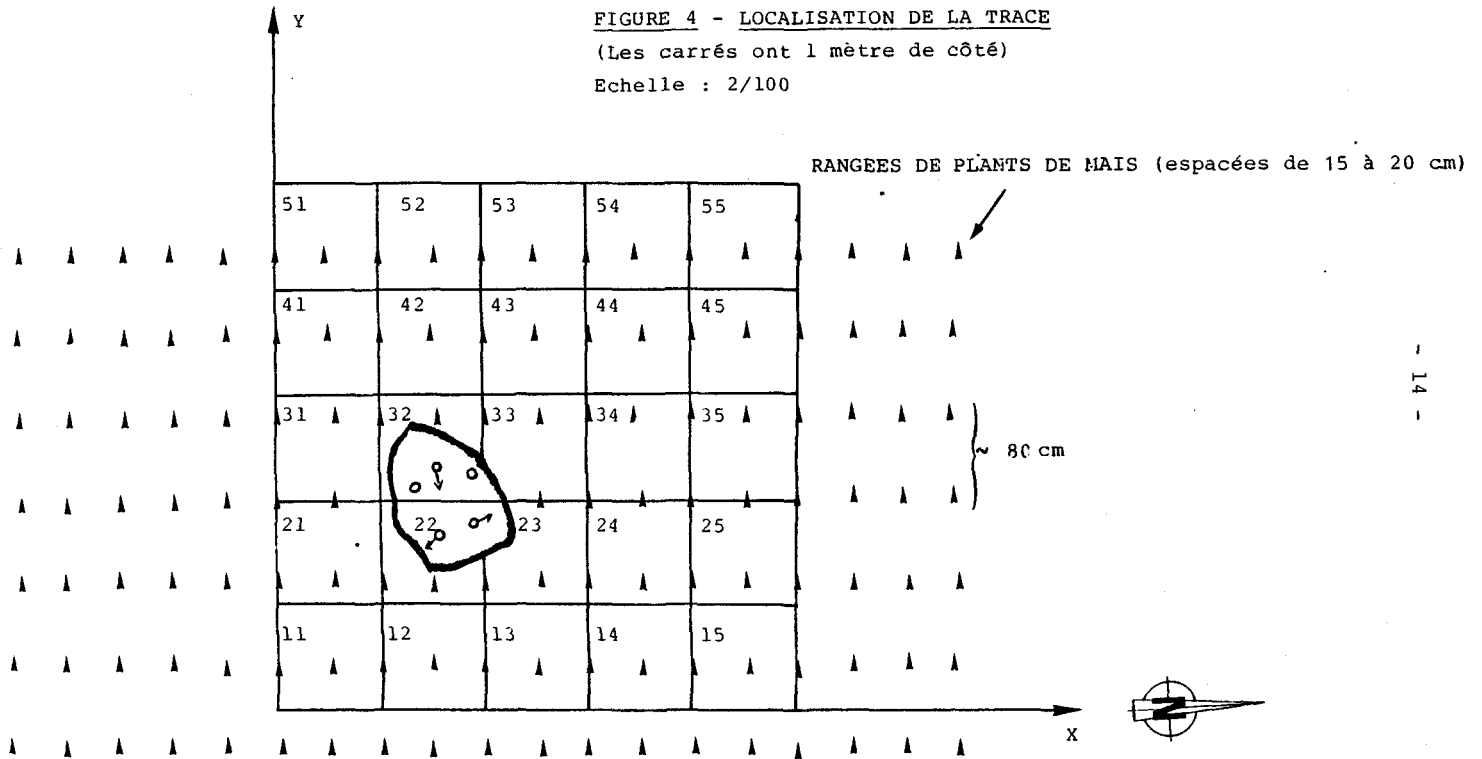 Y
FIGURE 4 - LOCALISATION DE LA TRACE
(Les carrés ont 1 mètre de côté)
Echelle : 2/100
RANGEES DE PLANTS DE MAIS (espacées de 15 à 20 cm)
51 52 53 54 55
41 42 43 44 45
31 32 33 34 35
~ 80 cm
21 22 23 24 25
11 12 13 14 15
X
N
- 14 -